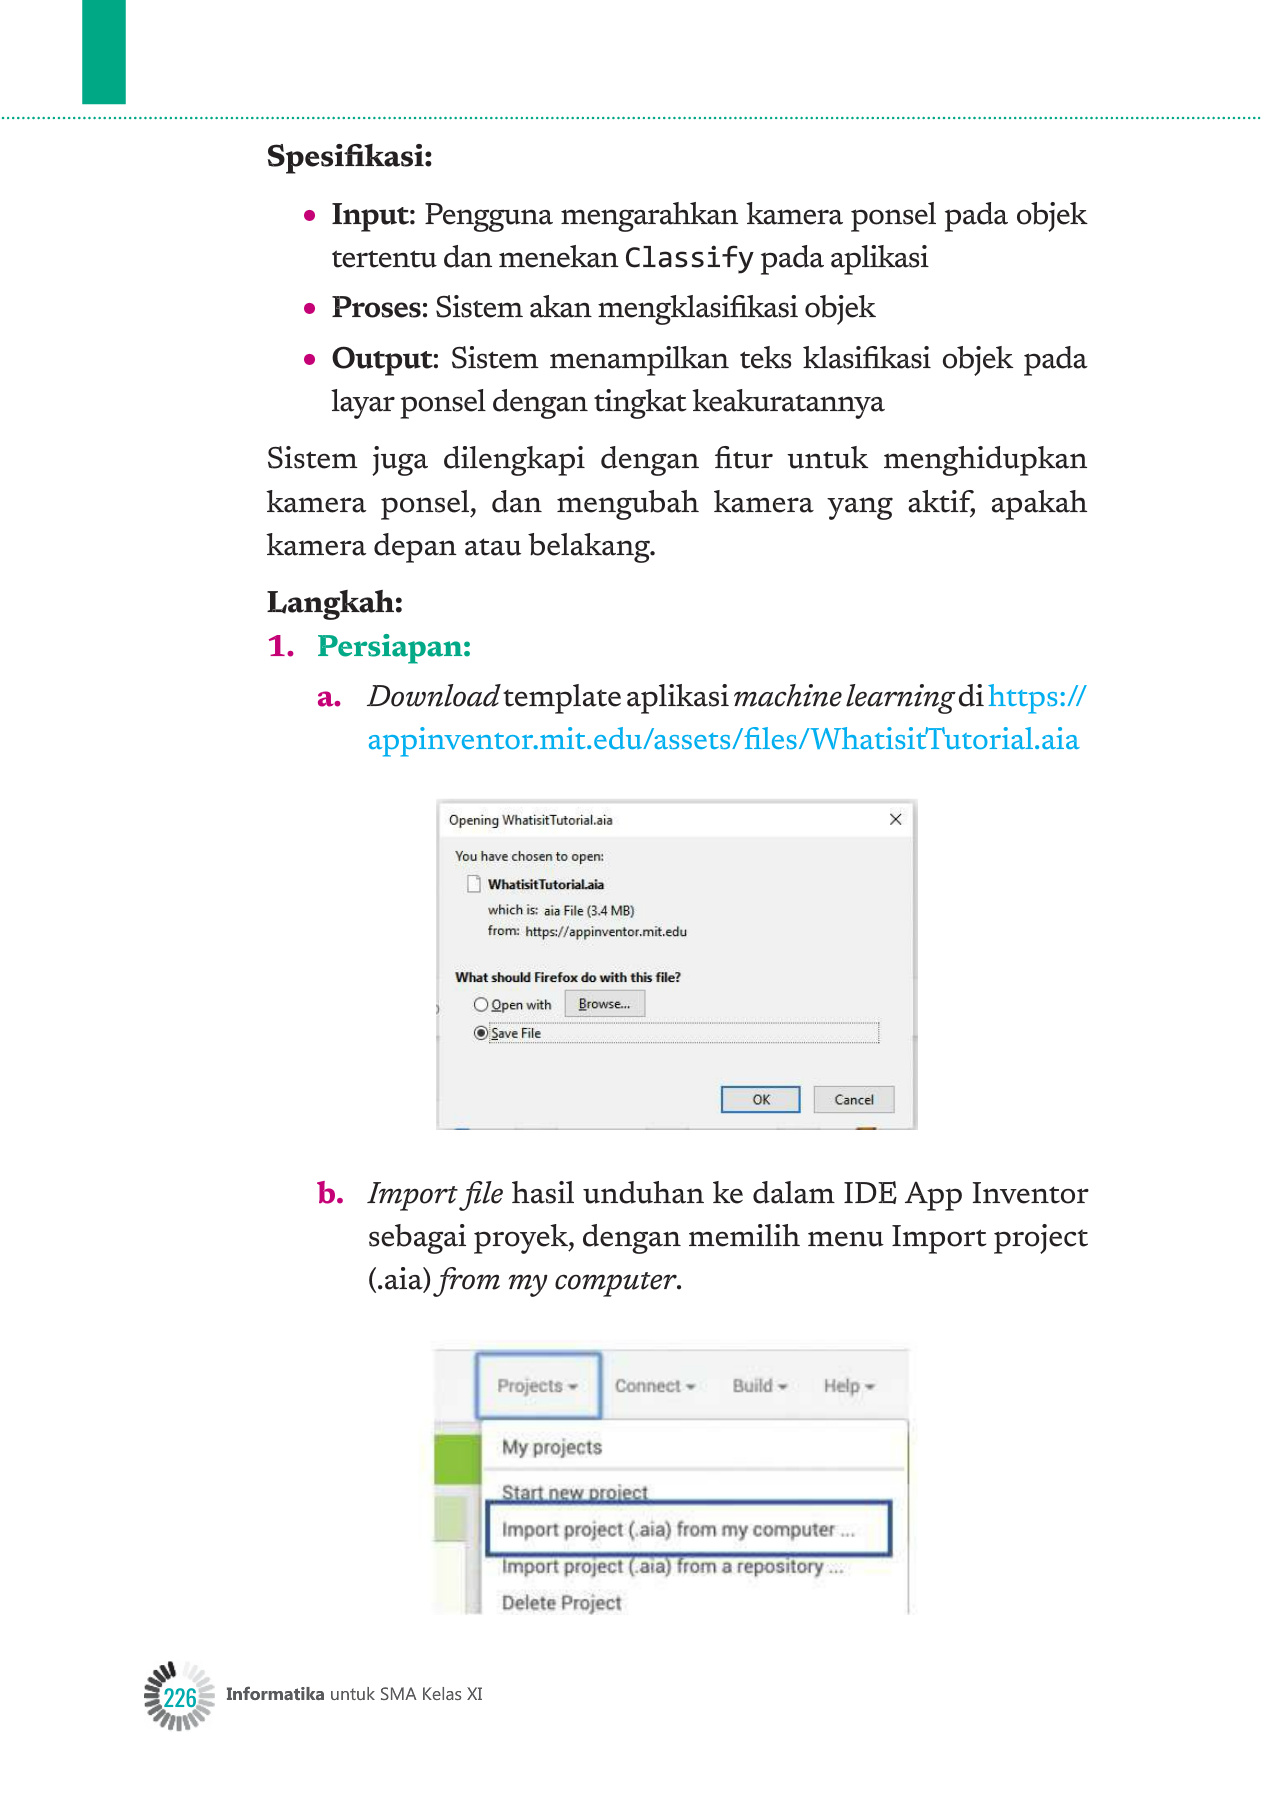 Spesifikasi:
• Input: Pengguna mengarahkan kamera ponsel pada objek
tertentu dan menekan Classify pada aplikasi
• Proses: Sistem akan mengklasifikasi objek
• Output: Sistem menampilkan teks klasifikasi objek pada
layar ponsel dengan tingkat keakuratannya
Sistem juga dilengkapi dengan fitur untuk menghidupkan
kamera ponsel, dan mengubah kamera yang aktif, apakah
kamera depan atau belakang.
Langkah:
1. Persiapan:
a. Download template aplikasi machine learning di https://
appinventor.mit.edu/assets/files/WhatisitTutorial.aia
Opening WhatisitTutorial.aia
You have chosen to open:
WhatisitTutorial.aia
which is: aia File (3.4 MB)
from: https://appinventor.mit.edu
What should Firefox do with this file?
Open with Browse...
Save File
OK Cancel
b. Import file hasil unduhan ke dalam IDE App Inventor
sebagai proyek, dengan memilih menu Import project
(.aia) from my computer.
Projects Connect Build Help
My projects
Start new project
Import project (.aia) from my computer ...
Import project (.aia) from a repository ...
Delete Project
226 Informatika untuk SMA Kelas XI